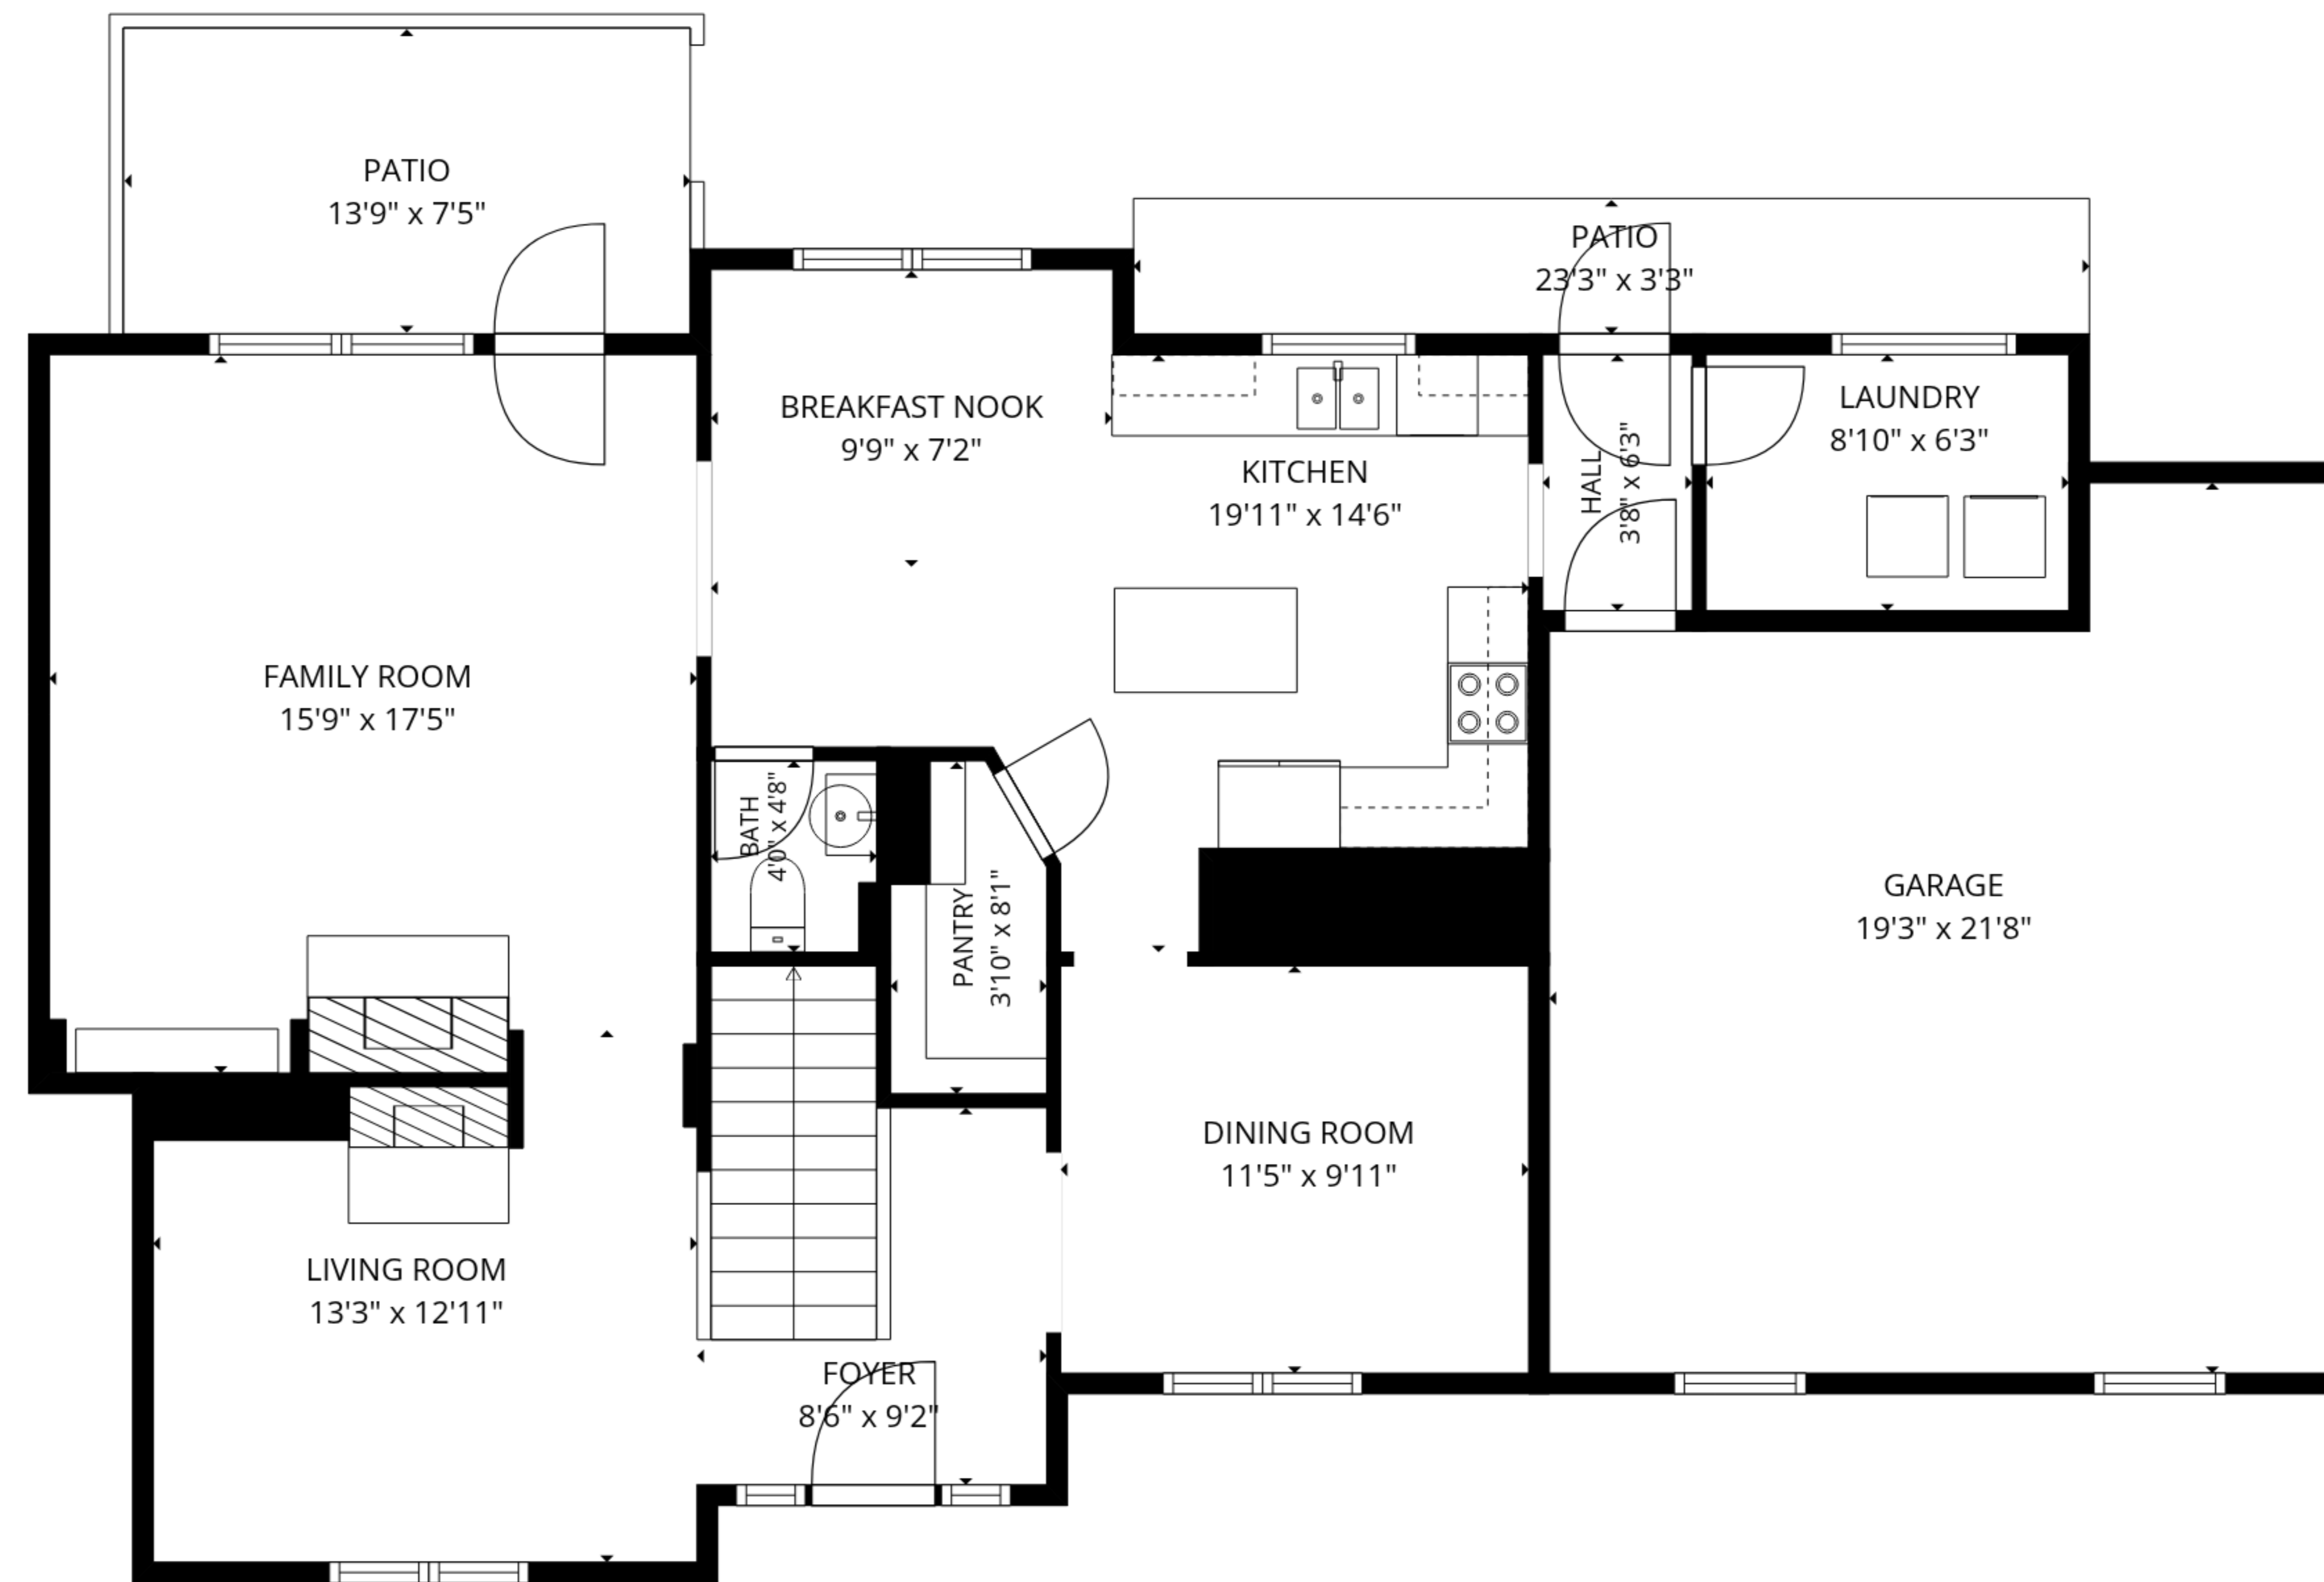 PATIO
13'9" x 7'5"
PATIO
23'3" x 3'3"
BREAKFAST NOOK
9'9" x 7'2"
LAUNDRY
8'10" x 6'3"
KITCHEN
19'11" x 14'6"
HALL
3'8" x 6'3"
FAMILY ROOM
15'9" x 17'5"
BATH
4'0" x 4'8"
PANTRY
3'10" x 8'1"
GARAGE
19'3" x 21'8"
DINING ROOM
11'5" x 9'11"
LIVING ROOM
13'3" x 12'11"
FOYER
8'6" x 9'2"